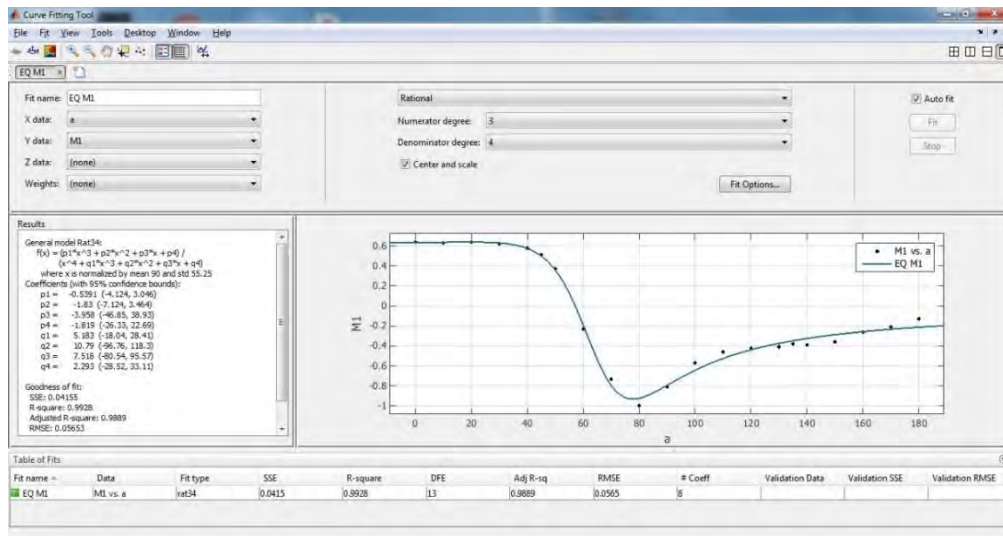 Curve Fitting Tool
File Fit View Tools Desktop Window Help
EQ M1
Fit name: EQ M1
X data: a
Y data: M1
Z data: (none)
Weights: (none)
Rational
Numerator degree: 3
Denominator degree: 4
Center and scale
Fit Options...
Auto fit
Fit
Stop
Results
General model Rat34:
f(x) = (p1*x^3 + p2*x^2 + p3*x + p4) /
(x^4 + q1*x^3 + q2*x^2 + q3*x + q4)
where x is normalized by mean 90 and std 55.25
Coefficients (with 95% confidence bounds):
p1 = -0.5391 (-4.124, 3.046)
p2 = -1.83 (-7.124, 3.464)
p3 = -3.958 (-46.85, 38.93)
p4 = -1.819 (-26.33, 22.69)
q1 = 5.183 (-18.04, 28.41)
q2 = 10.79 (-96.76, 118.3)
q3 = 7.516 (-80.54, 95.57)
q4 = 2.293 (-28.52, 33.11)
Goodness of fit:
SSE: 0.04155
R-square: 0.9928
Adjusted R-square: 0.9889
RMSE: 0.05653
M1 vs. a
EQ M1
0.6
0.4
0.2
0
-0.2
-0.4
-0.6
-0.8
-1
M1
0 20 40 60 80 100 120 140 160 180
a
Table of Fits
Fit name Data Fit type SSE R-square DFE Adj R-sq RMSE # Coeff Validation Data Validation SSE Validation RMSE
EQ M1 M1 vs. a rat34 0.0415 0.9928 13 0.9889 0.0565 8